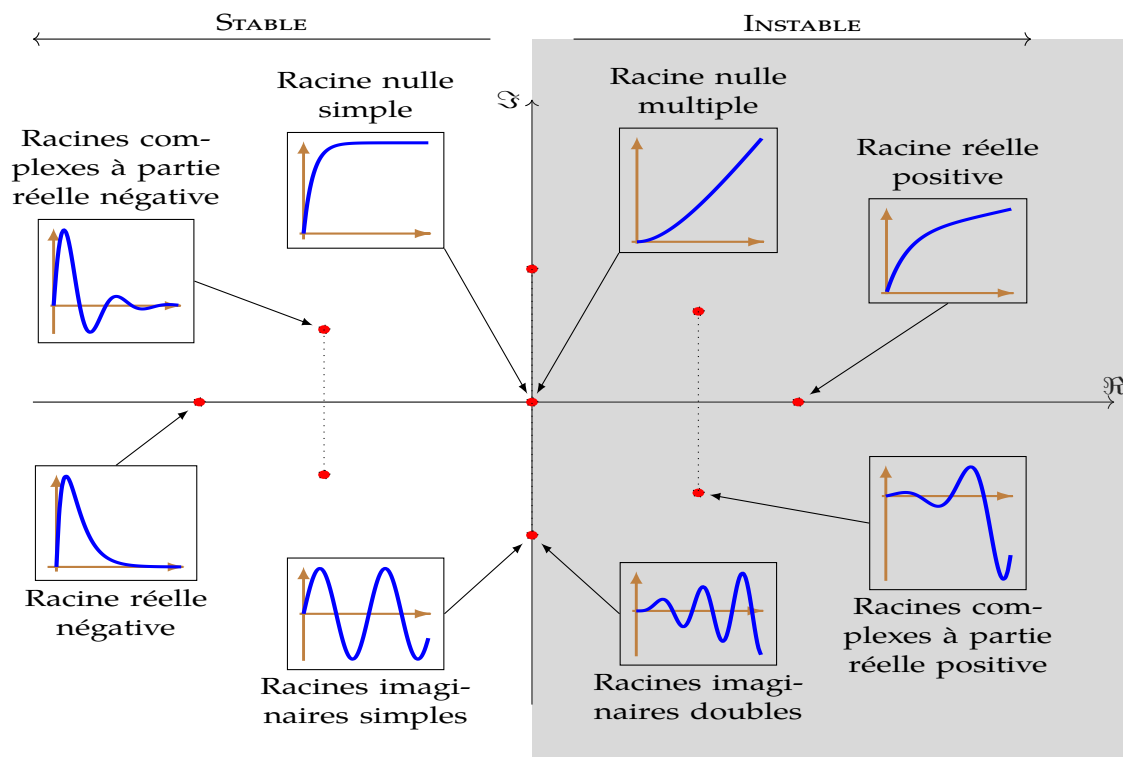 STABLE
INSTABLE
Racine nulle
simple
Racine nulle
multiple
ℑ
Racines com-
plexes à partie
réelle négative
Racine réelle
positive
ℜ
Racine réelle
négative
Racines imagi-
naires simples
Racines imagi-
naires doubles
Racines com-
plexes à partie
réelle positive